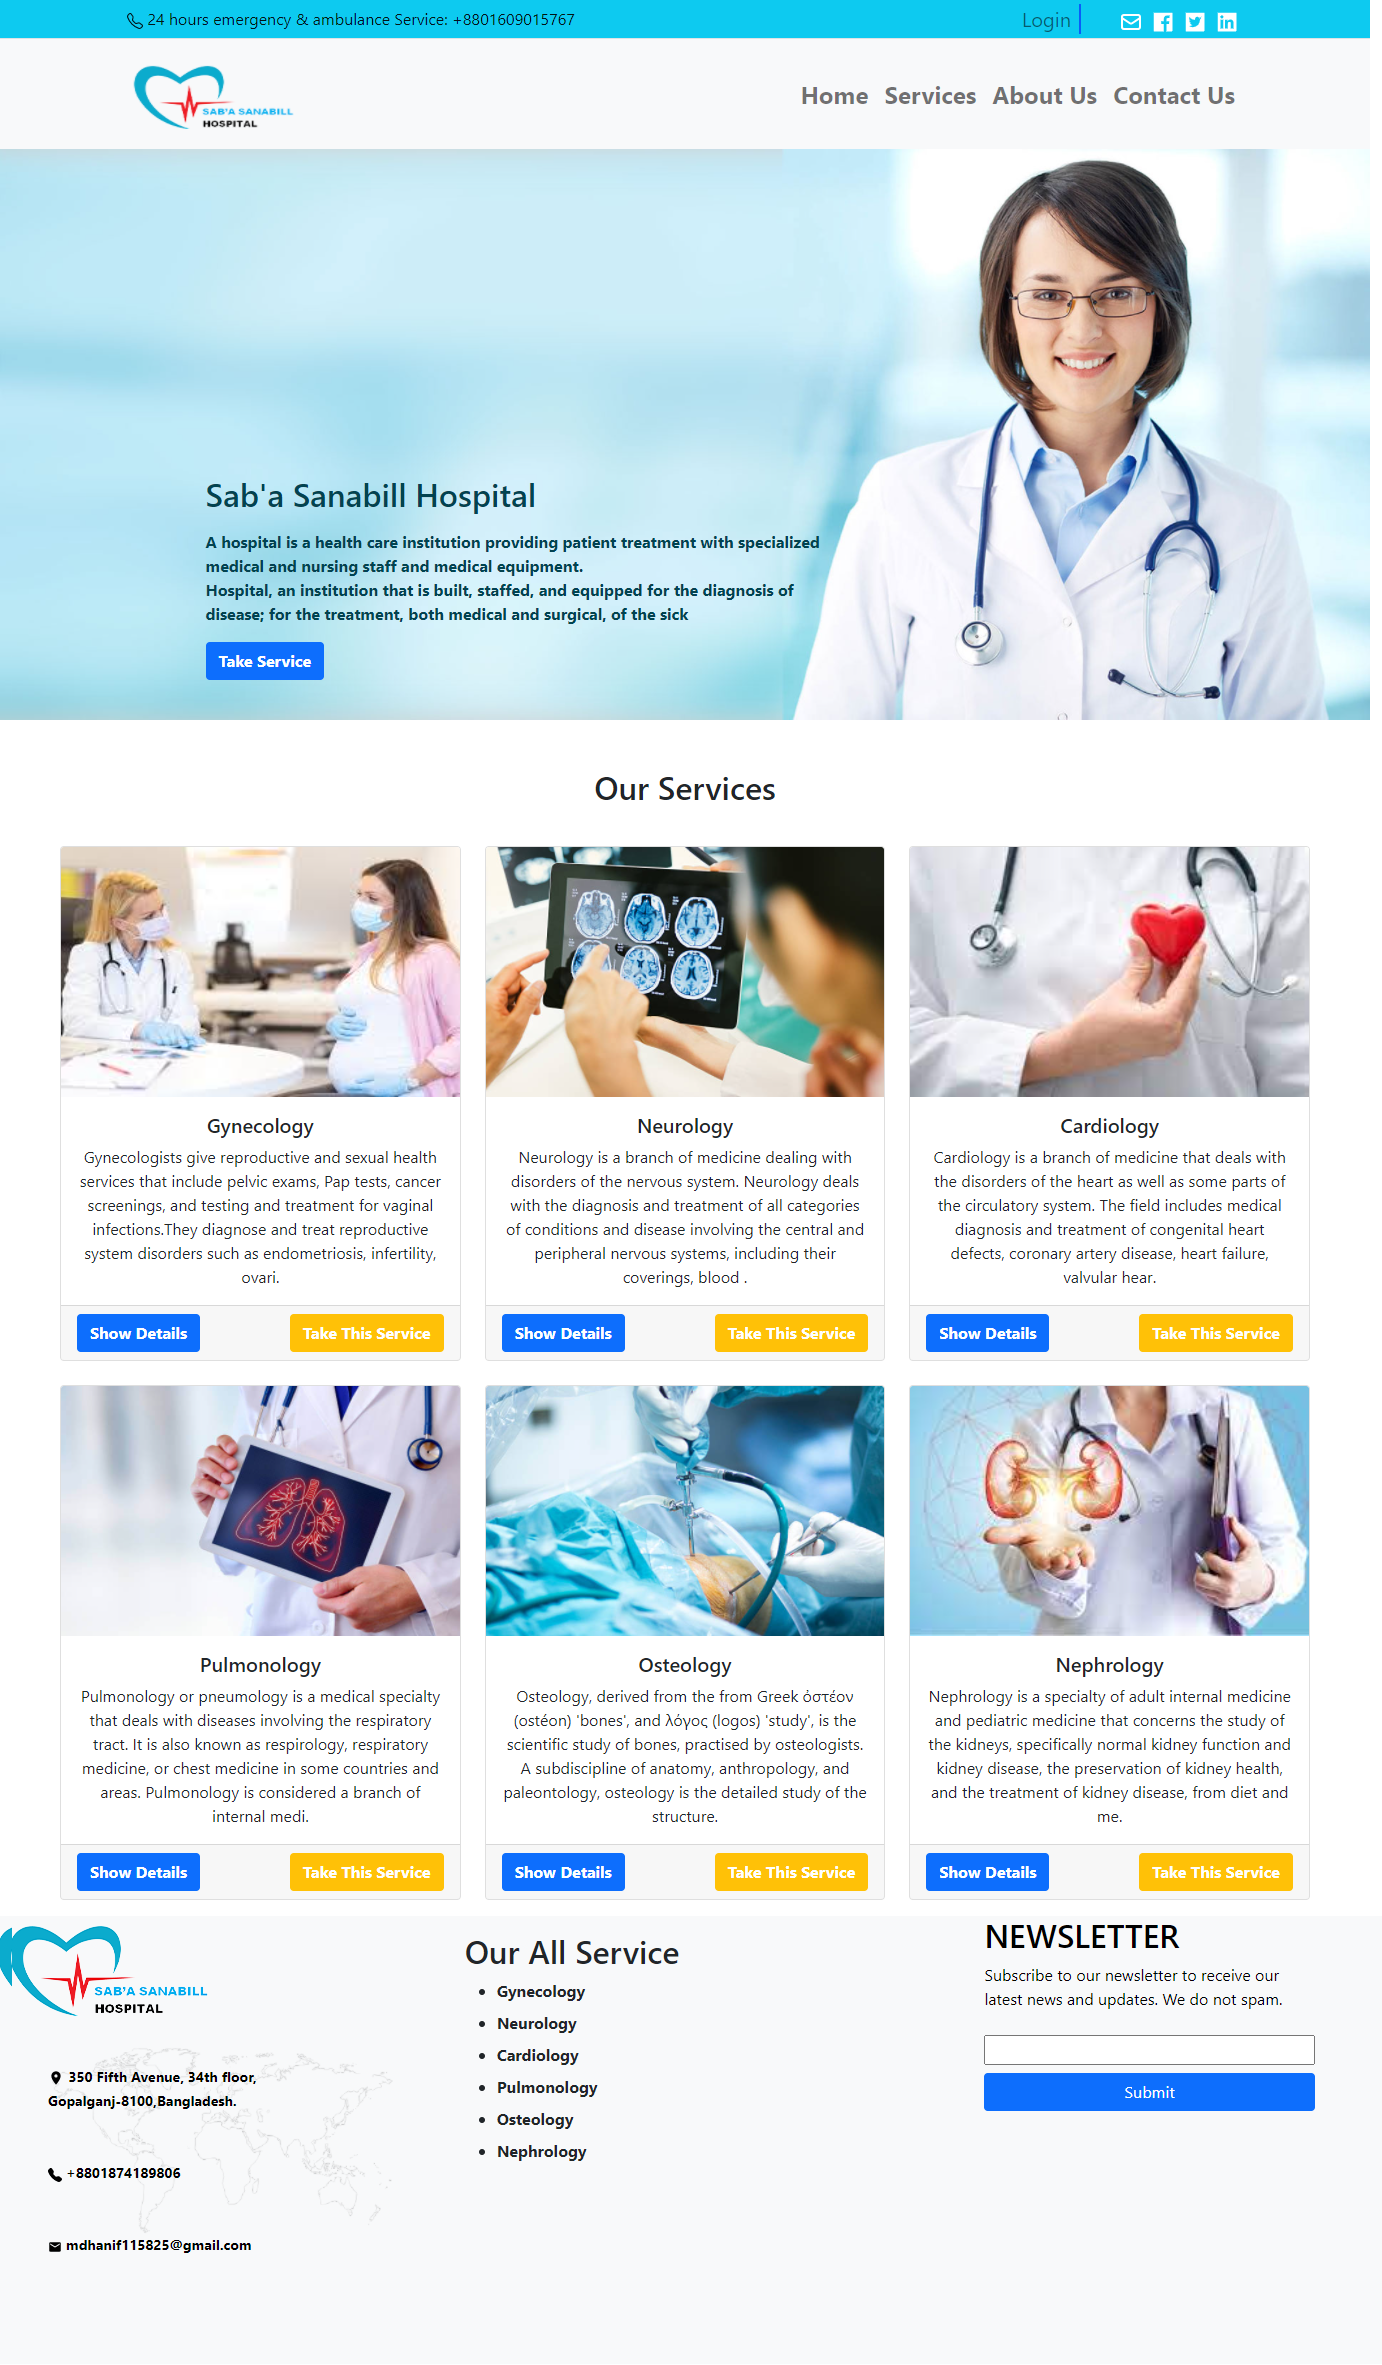 24 hours emergency & ambulance Service: +8801609015767
Login
SAB'A SANABILL
HOSPITAL
Home Services About Us Contact Us
Sab'a Sanabill Hospital
A hospital is a health care institution providing patient treatment with specialized
medical and nursing staff and medical equipment.
Hospital, an institution that is built, staffed, and equipped for the diagnosis of
disease; for the treatment, both medical and surgical, of the sick
Take Service
Our Services
Gynecology
Gynecologists give reproductive and sexual health
services that include pelvic exams, Pap tests, cancer
screenings, and testing and treatment for vaginal
infections.They diagnose and treat reproductive
system disorders such as endometriosis, infertility,
ovari.
Show Details
Take This Service
Neurology
Neurology is a branch of medicine dealing with
disorders of the nervous system. Neurology deals
with the diagnosis and treatment of all categories
of conditions and disease involving the central and
peripheral nervous systems, including their
coverings, blood .
Show Details
Take This Service
Cardiology
Cardiology is a branch of medicine that deals with
the disorders of the heart as well as some parts of
the circulatory system. The field includes medical
diagnosis and treatment of congenital heart
defects, coronary artery disease, heart failure,
valvular hear.
Show Details
Take This Service
Pulmonology
Pulmonology or pneumology is a medical specialty
that deals with diseases involving the respiratory
tract. It is also known as respirology, respiratory
medicine, or chest medicine in some countries and
areas. Pulmonology is considered a branch of
internal medi.
Show Details
Take This Service
Osteology
Osteology, derived from the from Greek ὀστέον
(ostéon) 'bones', and λόγος (logos) 'study', is the
scientific study of bones, practised by osteologists.
A subdiscipline of anatomy, anthropology, and
paleontology, osteology is the detailed study of the
structure.
Show Details
Take This Service
Nephrology
Nephrology is a specialty of adult internal medicine
and pediatric medicine that concerns the study of
the kidneys, specifically normal kidney function and
kidney disease, the preservation of kidney health,
and the treatment of kidney disease, from diet and
me.
Show Details
Take This Service
SAB'A SANABILL
HOSPITAL
350 Fifth Avenue, 34th floor,
Gopalganj-8100,Bangladesh.
+8801874189806
mdhanif115825@gmail.com
Our All Service
Gynecology
Neurology
Cardiology
Pulmonology
Osteology
Nephrology
NEWSLETTER
Subscribe to our newsletter to receive our
latest news and updates. We do not spam.
Submit